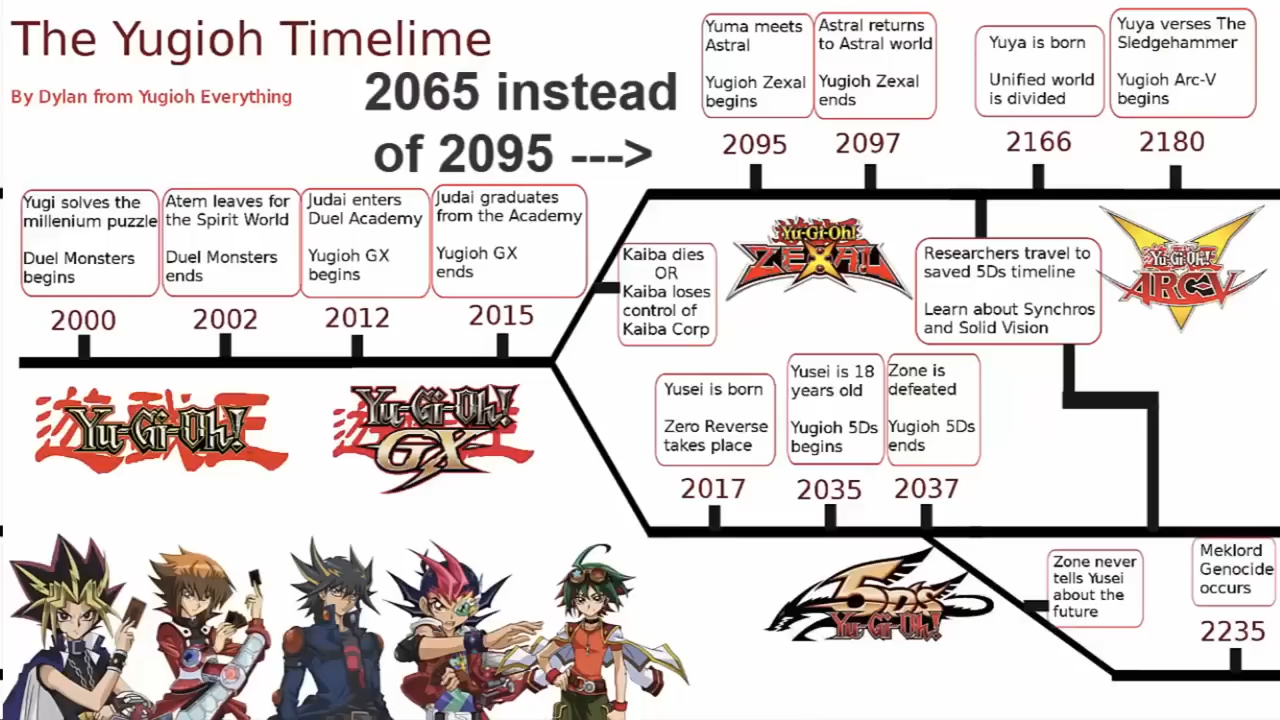 The Yugioh Timelime
By Dylan from Yugioh Everything
2065 instead
of 2095 --->
Yuma meets
Astral
Yugioh Zexal
begins
2095
Astral returns
to Astral world
Yugioh Zexal
ends
2097
Yuya is born
Unified world
is divided
2166
Yuya verses The
Sledgehammer
Yugioh Arc-V
begins
2180
Yugi solves the
millenium puzzle
Duel Monsters
begins
2000
Atem leaves for
the Spirit World
Duel Monsters
ends
2002
Judai enters
Duel Academy
Yugioh GX
begins
2012
Judai graduates
from the Academy
Yugioh GX
ends
2015
Kaiba dies
OR
Kaiba loses
control of
Kaiba Corp
Yu-Gi-Oh!
ZEXAL
Researchers travel to
saved 5Ds timeline
Learn about Synchros
and Solid Vision
Yu-Gi-Oh!
ARC-V
遊戯王
Yu-Gi-Oh!
遊戯王
Yu-Gi-Oh!
GX
Yusei is born
Zero Reverse
takes place
2017
Yusei is 18
years old
Yugioh 5Ds
begins
2035
Zone is
defeated
Yugioh 5Ds
ends
2037
5D's
Yu-Gi-Oh!
Zone never
tells Yusei
about the
future
Meklord
Genocide
occurs
2235